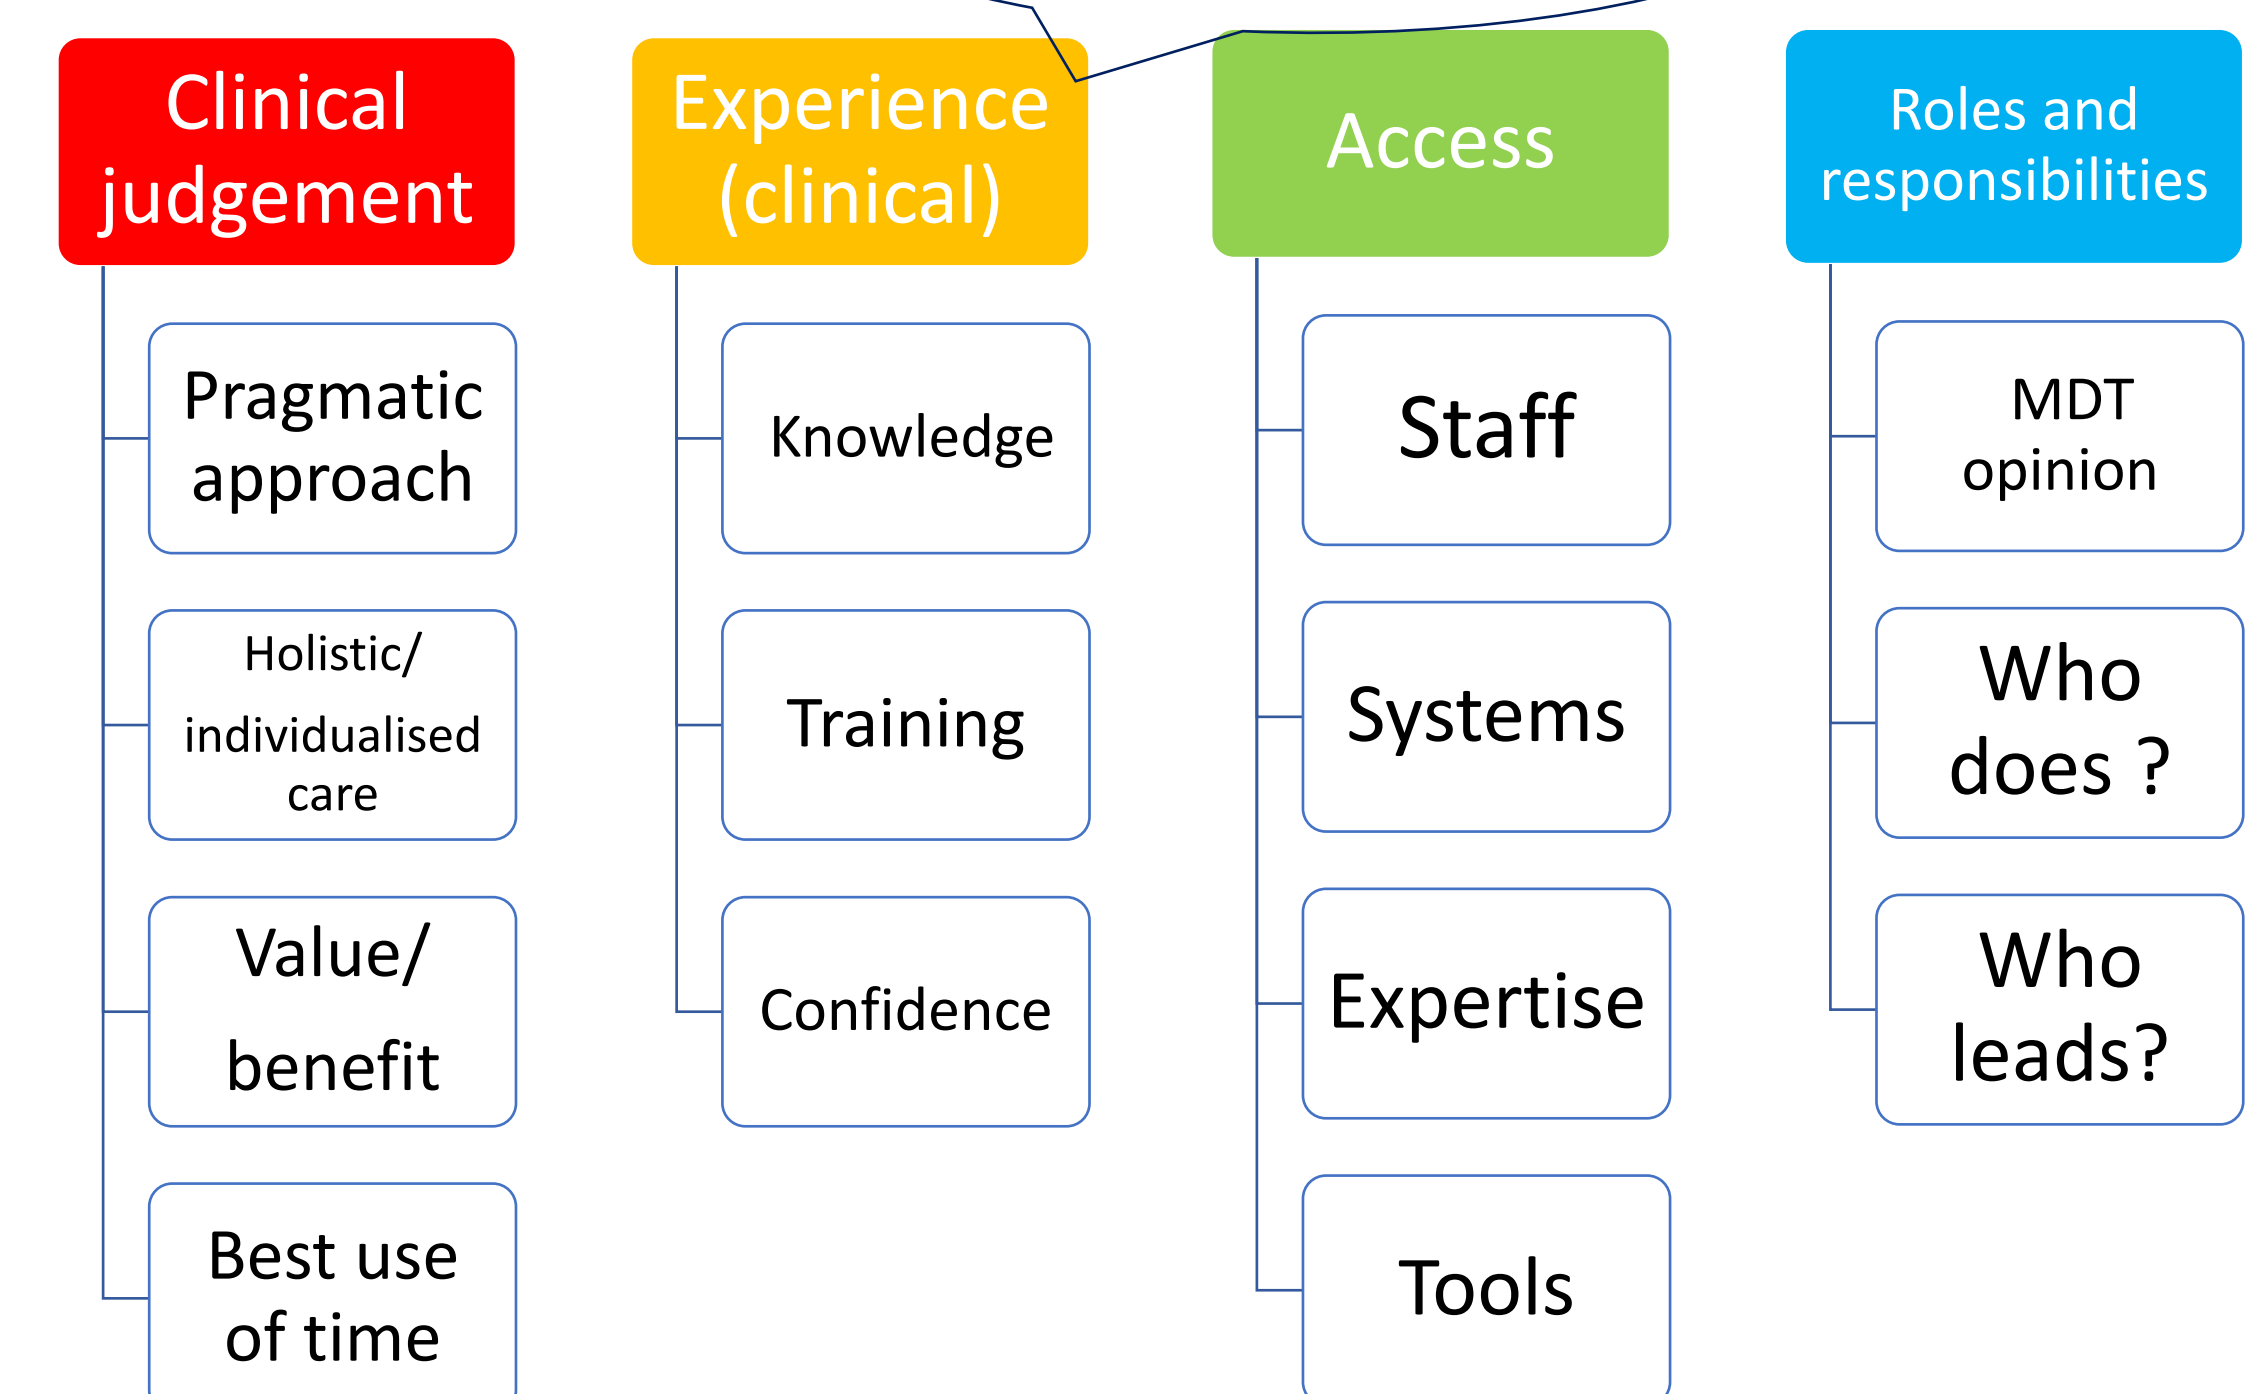 Clinical
judgement
Pragmatic
approach
Holistic/
individualised
care
Value/
benefit
Best use
of time
Experience
(clinical)
Knowledge
Training
Confidence
Access
Staff
Systems
Expertise
Tools
Roles and
responsibilities
MDT
opinion
Who
does ?
Who
leads?